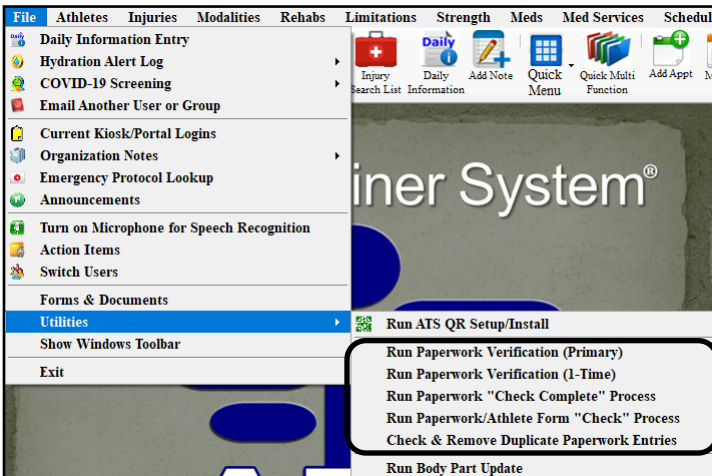 File Athletes Injuries Modalities Rehabs Limitations Strength Meds Med Services Schedul
Daily Information Entry
Hydration Alert Log
COVID-19 Screening
Email Another User or Group
Current Kiosk/Portal Logins
Organization Notes
Emergency Protocol Lookup
Announcements
Turn on Microphone for Speech Recognition
Action Items
Switch Users
Forms & Documents
Utilities
Show Windows Toolbar
Exit
Daily
Injury Daily Add Note Quick Quick Multi Add Appt M
Search List Information Menu Function
iner System®
Run ATS QR Setup/Install
Run Paperwork Verification (Primary)
Run Paperwork Verification (1-Time)
Run Paperwork "Check Complete" Process
Run Paperwork/Athlete Form "Check" Process
Check & Remove Duplicate Paperwork Entries
Run Body Part Update